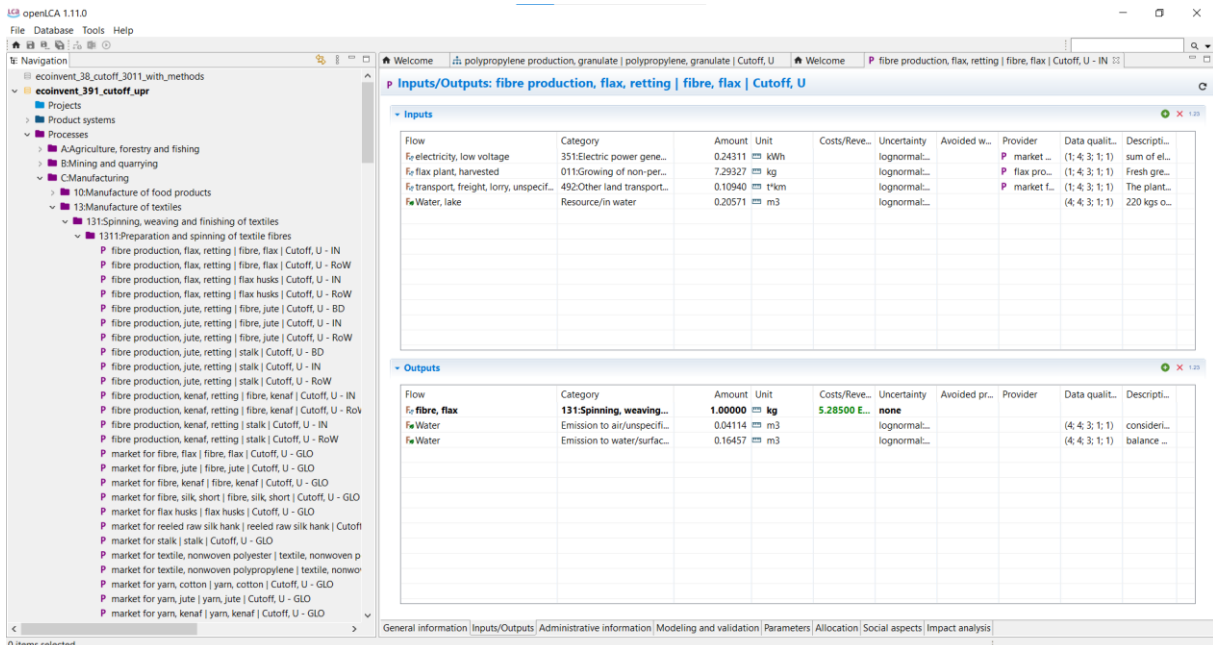 openLCA 1.11.0
File Database Tools Help
Navigation
ecoinvent_38_cutoff_3011_with_methods
ecoinvent_391_cutoff_upr
Projects
Product systems
Processes
A:Agriculture, forestry and fishing
B:Mining and quarrying
C:Manufacturing
10:Manufacture of food products
13:Manufacture of textiles
131:Spinning, weaving and finishing of textiles
1311:Preparation and spinning of textile fibres
P fibre production, flax, retting | fibre, flax | Cutoff, U - IN
P fibre production, flax, retting | fibre, flax | Cutoff, U - RoW
P fibre production, flax, retting | flax husks | Cutoff, U - IN
P fibre production, flax, retting | flax husks | Cutoff, U - RoW
P fibre production, jute, retting | fibre, jute | Cutoff, U - BD
P fibre production, jute, retting | fibre, jute | Cutoff, U - IN
P fibre production, jute, retting | fibre, jute | Cutoff, U - RoW
P fibre production, jute, retting | stalk | Cutoff, U - BD
P fibre production, jute, retting | stalk | Cutoff, U - IN
P fibre production, jute, retting | stalk | Cutoff, U - RoW
P fibre production, kenaf, retting | fibre, kenaf | Cutoff, U - IN
P fibre production, kenaf, retting | fibre, kenaf | Cutoff, U - RoW
P fibre production, kenaf, retting | stalk | Cutoff, U - IN
P fibre production, kenaf, retting | stalk | Cutoff, U - RoW
P market for fibre, flax | fibre, flax | Cutoff, U - GLO
P market for fibre, jute | fibre, jute | Cutoff, U - GLO
P market for fibre, kenaf | fibre, kenaf | Cutoff, U - GLO
P market for fibre, silk, short | fibre, silk, short | Cutoff, U - GLO
P market for flax husks | flax husks | Cutoff, U - GLO
P market for reeled raw silk hank | reeled raw silk hank | Cutoff
P market for stalk | stalk | Cutoff, U - GLO
P market for textile, nonwoven polyester | textile, nonwoven p
P market for textile, nonwoven polypropylene | textile, nonwo
P market for yarn, cotton | yarn, cotton | Cutoff, U - GLO
P market for yarn, jute | yarn, jute | Cutoff, U - GLO
P market for yarn, kenaf | yarn, kenaf | Cutoff, U - GLO
0 items selected
Welcome polypropylene production, granulate | polypropylene, granulate | Cutoff, U Welcome P fibre production, flax, retting | fibre, flax | Cutoff, U - IN
P Inputs/Outputs: fibre production, flax, retting | fibre, flax | Cutoff, U
Inputs
Flow Category Amount Unit Costs/Reve... Uncertainty Avoided w... Provider Data qualit... Descripti...
electricity, low voltage 351:Electric power gene... 0.24311 kWh lognormal:... P market ... (1; 4; 3; 1; 1) sum of el...
flax plant, harvested 011:Growing of non-per... 7.29327 kg lognormal:... P flax pro... (1; 4; 3; 1; 1) Fresh gre...
transport, freight, lorry, unspecif... 492:Other land transport... 0.10940 t*km lognormal:... P market f... (1; 4; 3; 1; 1) The plant...
Water, lake Resource/in water 0.20571 m3 lognormal:... (4; 4; 3; 1; 1) 220 kgs o...
Outputs
Flow Category Amount Unit Costs/Reve... Uncertainty Avoided pr... Provider Data qualit... Descripti...
fibre, flax 131:Spinning, weaving... 1.00000 kg 5.28500 E... none
Water Emission to air/unspecifi... 0.04114 m3 lognormal:... (4; 4; 3; 1; 1) consideri...
Water Emission to water/surfac... 0.16457 m3 lognormal:... (4; 4; 3; 1; 1) balance ...
General information Inputs/Outputs Administrative information Modeling and validation Parameters Allocation Social aspects Impact analysis